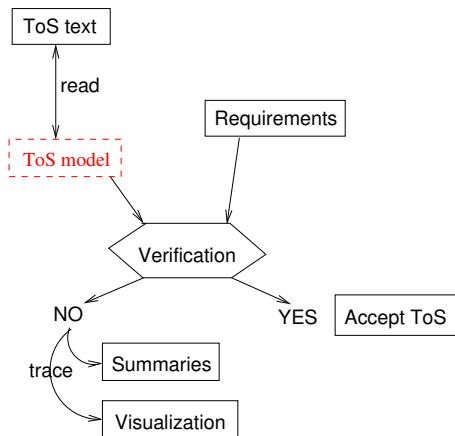 ToS text
read
Requirements
ToS model
Verification
NO
YES
Accept ToS
Summaries
trace
Visualization